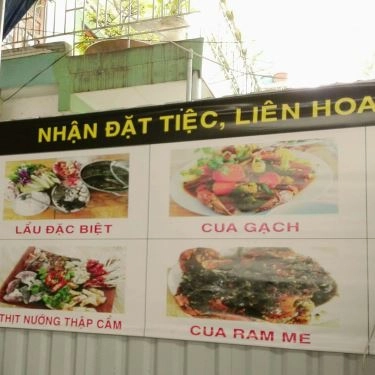 NHẬN ĐẶT TIỆC, LIÊN HOA
LẨU ĐẶC BIỆT
CUA GẠCH
THỊT NƯỚNG THẬP CẨM
CUA RAM ME